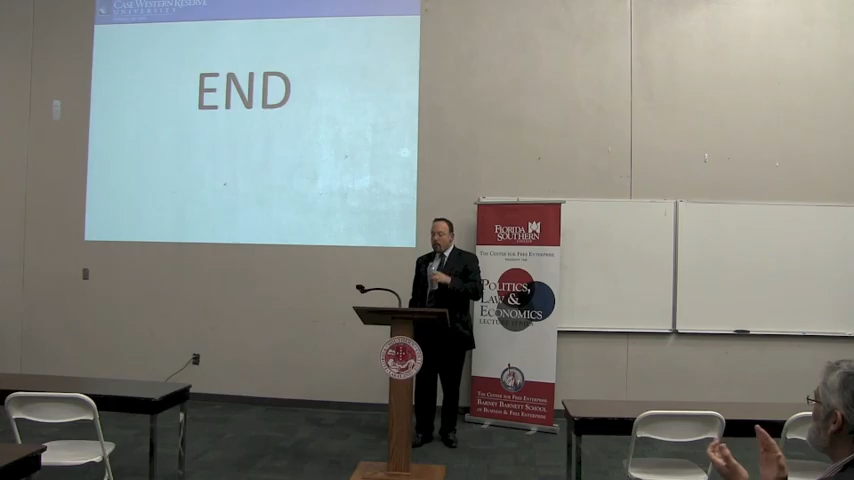 CASE WESTERN RESERVE
UNIVERSITY
END
FLORIDA
SOUTHERN
COLLEGE
THE CENTER FOR FREE ENTERPRISE
POLITICS,
LAW &
ECONOMICS
LECTURE SERIES
THE CENTER FOR FREE ENTERPRISE
BARNEY BARNETT SCHOOL
OF BUSINESS & FREE ENTERPRISE